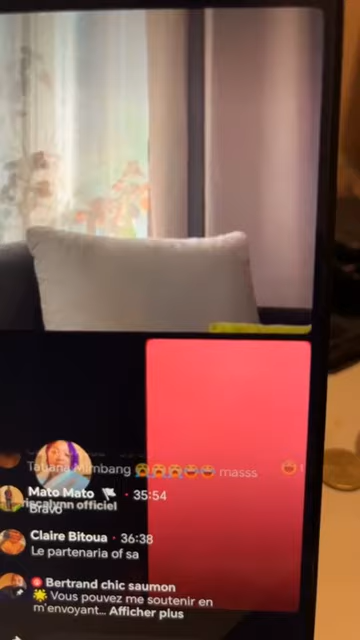 Tatiana Mimbang 😭😭😭😂😂 masss
Mato Mato · 35:54
Bravo
officiel
Claire Bitoua · 36:38
Le partenaria of sa
Bertrand chic saumon
🌟 Vous pouvez me soutenir en
m'envoyant... Afficher plus